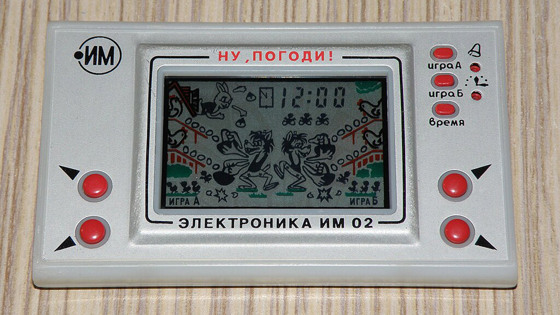 ИМ
НУ, ПОГОДИ!
игра А
игра Б
время
12:00
ИГРА А
ИГРА Б
ЭЛЕКТРОНИКА ИМ 02